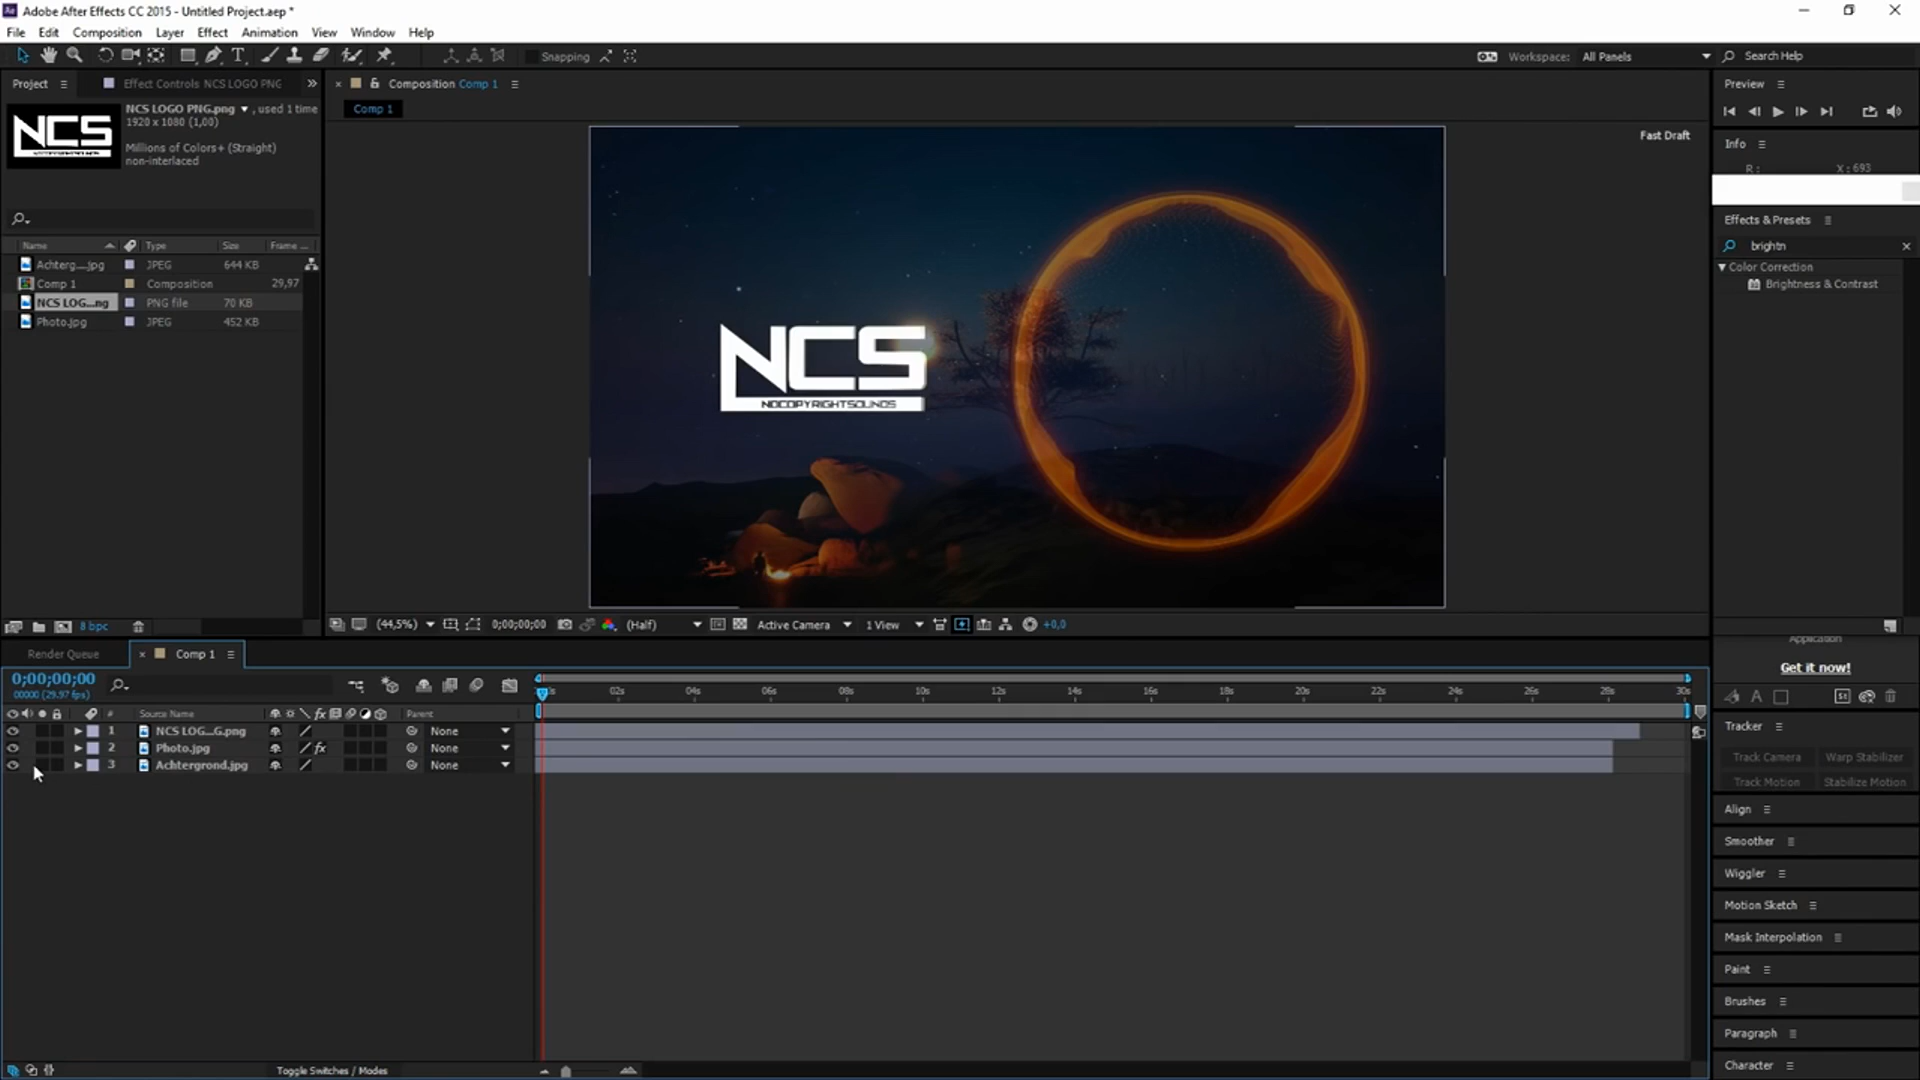 Adobe After Effects CC 2015 - Untitled Project.aep *
File Edit Composition Layer Effect Animation View Window Help
Snapping
Workspace: All Panels
Search Help
Project
Effect Controls NCS LOGO PNG
NCS LOGO PNG.png , used 1 time
1920 x 1080 (1,00)
Millions of Colors+ (Straight)
non-interlaced
NCS
Name Type Size Frame ...
Achterg....jpg JPEG 644 KB
Comp 1 Composition 29,97
NCS LOG...ng PNG file 70 KB
Photo.jpg JPEG 452 KB
8 bpc
Composition Comp 1
Comp 1
Fast Draft
NCS
NOCOPYRIGHTSOUNDS
(44,5%) 0;00;00;00 (Half) Active Camera 1 View +0,0
Preview
Info
R: X: 693
Effects & Presets
brightn
Color Correction
Brightness & Contrast
Application
Get it now!
Tracker
Track Camera Warp Stabilizer
Track Motion Stabilize Motion
Align
Smoother
Wiggler
Motion Sketch
Mask Interpolation
Paint
Brushes
Paragraph
Character
Render Queue
Comp 1
0;00;00;00
00000 (29.97 fps)
02s 04s 06s 08s 10s 12s 14s 16s 18s 20s 22s 24s 26s 28s 30s
# Source Name fx Parent
1 NCS LOG...G.png None
2 Photo.jpg fx None
3 Achtergrond.jpg None
Toggle Switches / Modes